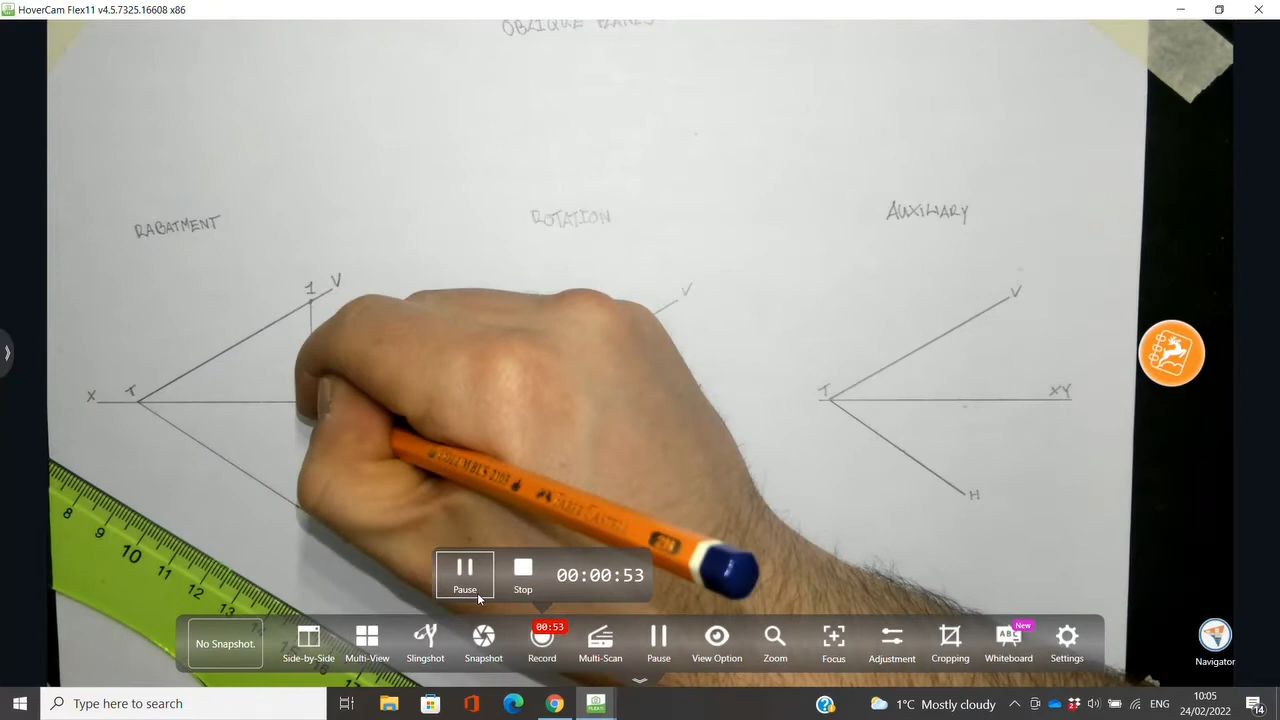 HoverCam Flex11 v4.5.7325.16608 x86
OBLIQUE PLANES
RABATMENT
ROTATION
AUXILIARY
1 V
V
V
X T
T XY
H
8 9 10 11 12 13
FABER CASTELL
Pause Stop 00:00:53
No Snapshot.
00:53
New
Side-by-Side Multi-View Slingshot Snapshot Record Multi-Scan Pause View Option Zoom Focus Adjustment Cropping Whiteboard Settings
Navigator
Type here to search
1°C Mostly cloudy
ENG
10:05
24/02/2022
14